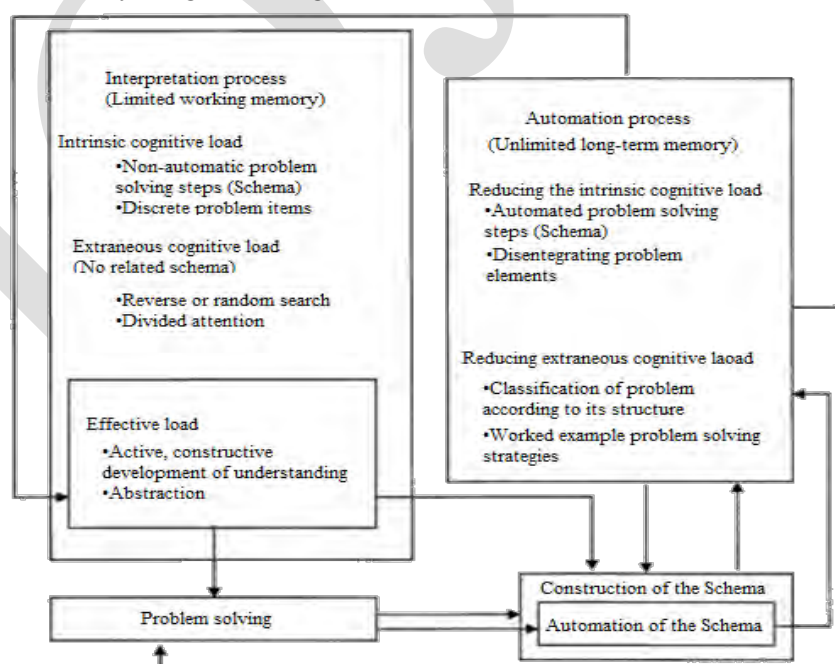 Interpretation process
(Limited working memory)
Intrinsic cognitive load
•Non-automatic problem
solving steps (Schema)
•Discrete problem items
Extraneous cognitive load
(No related schema)
•Reverse or random search
•Divided attention
Effective load
•Active, constructive
development of understanding
•Abstraction
Automation process
(Unlimited long-term memory)
Reducing the intrinsic cognitive load
•Automated problem solving
steps (Schema)
•Disentegrating problem
elements
Reducing extraneous cognitive laoad
•Classification of problem
according to its structure
•Worked example problem solving
strategies
Problem solving
Construction of the Schema
Automation of the Schema